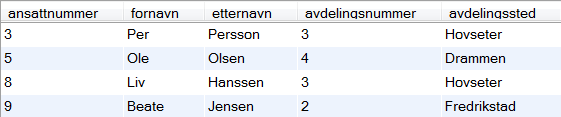 ansattnummer fornavn etternavn avdelingsnummer avdelingssted
3 Per Persson 3 Hovseter
5 Ole Olsen 4 Drammen
8 Liv Hanssen 3 Hovseter
9 Beate Jensen 2 Fredrikstad